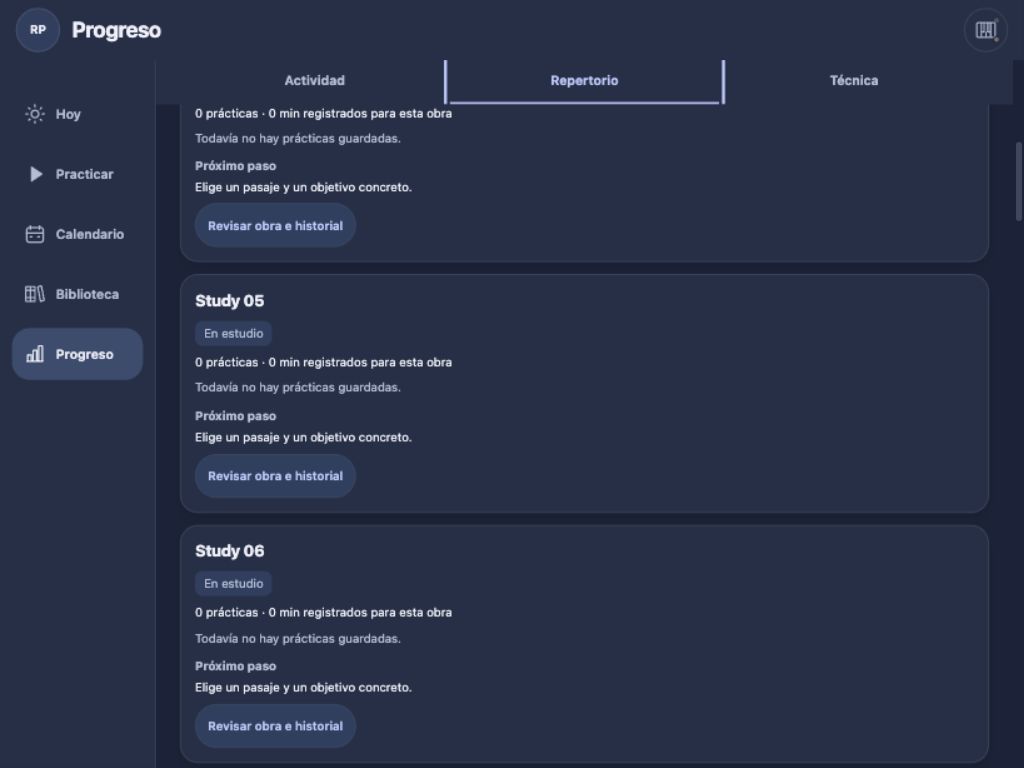 RP
Progreso
Actividad
Repertorio
Técnica
Hoy
Practicar
Calendario
Biblioteca
Progreso
0 prácticas · 0 min registrados para esta obra
Todavía no hay prácticas guardadas.
Próximo paso
Elige un pasaje y un objetivo concreto.
Revisar obra e historial
Study 05
En estudio
0 prácticas · 0 min registrados para esta obra
Todavía no hay prácticas guardadas.
Próximo paso
Elige un pasaje y un objetivo concreto.
Revisar obra e historial
Study 06
En estudio
0 prácticas · 0 min registrados para esta obra
Todavía no hay prácticas guardadas.
Próximo paso
Elige un pasaje y un objetivo concreto.
Revisar obra e historial